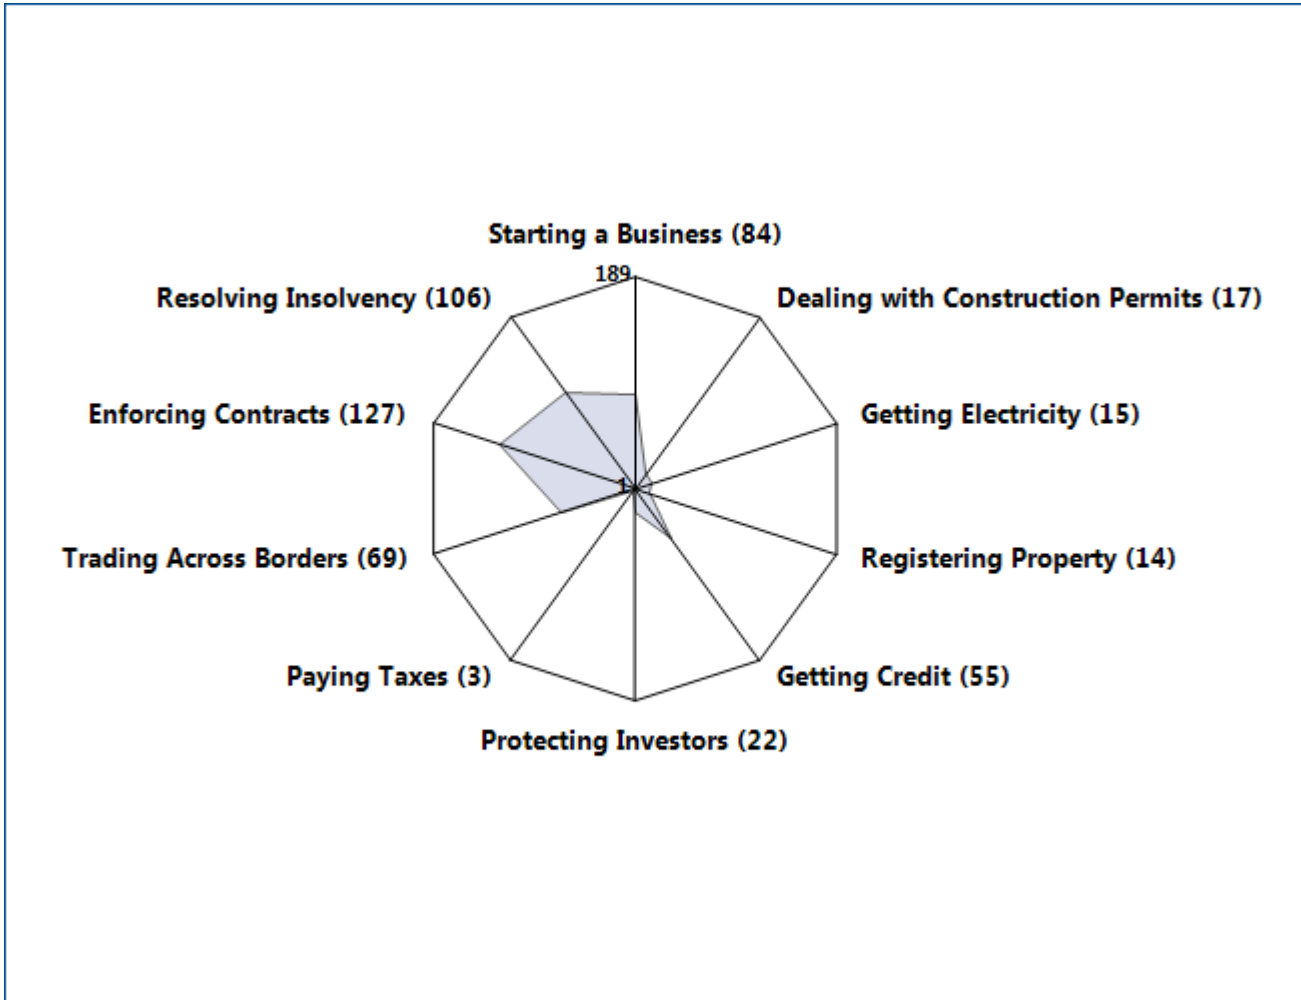 Starting a Business (84)
189
Resolving Insolvency (106)
Dealing with Construction Permits (17)
Enforcing Contracts (127)
Getting Electricity (15)
1
Trading Across Borders (69)
Registering Property (14)
Paying Taxes (3)
Getting Credit (55)
Protecting Investors (22)